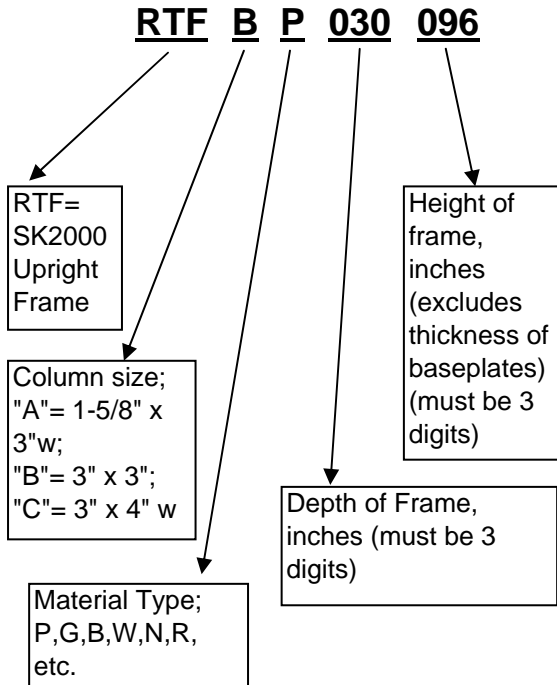 RTF B P 030 096
RTF=
SK2000
Upright
Frame
Height of
frame,
inches
(excludes
thickness of
baseplates)
(must be 3
digits)
Column size;
"A"= 1-5/8" x
3"w;
"B"= 3" x 3";
"C"= 3" x 4" w
Depth of Frame,
inches (must be 3
digits)
Material Type;
P,G,B,W,N,R,
etc.